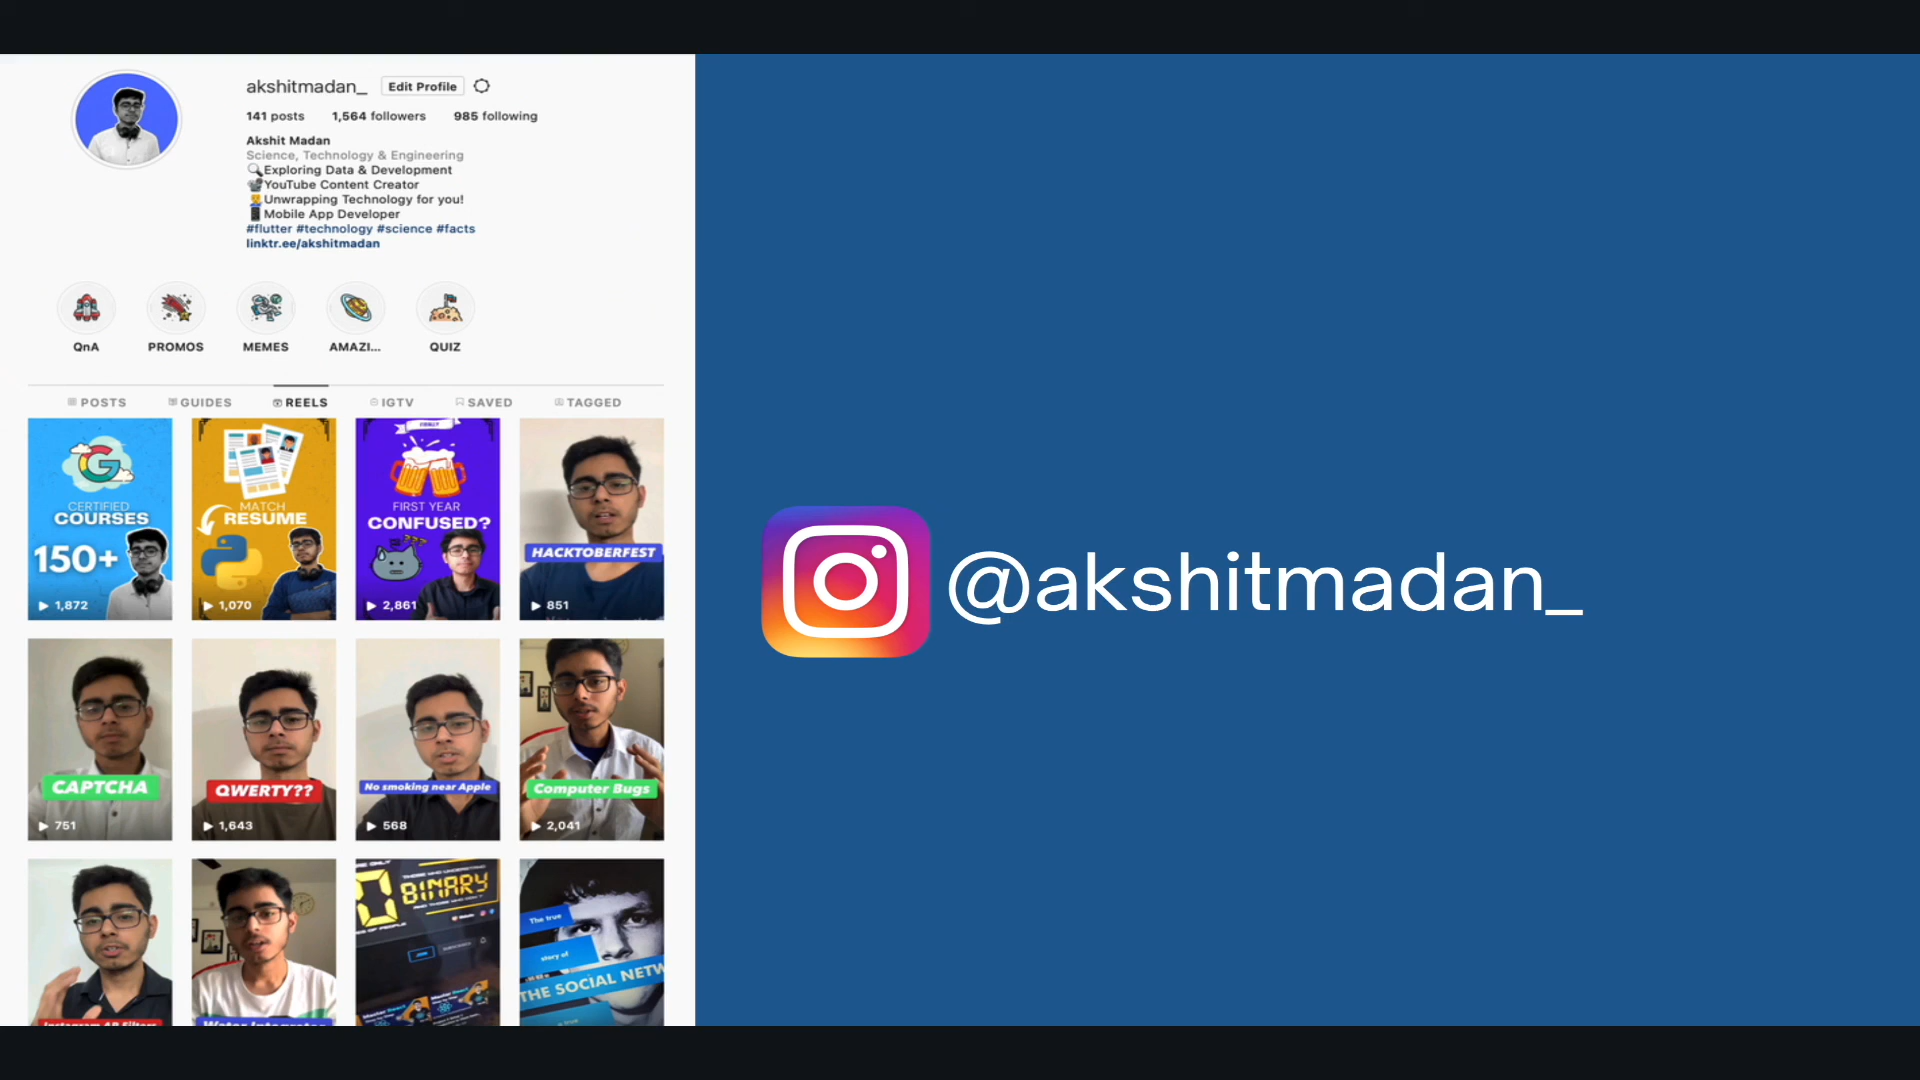 akshitmadan_ Edit Profile
141 posts 1,564 followers 985 following
Akshit Madan
Science, Technology & Engineering
Exploring Data & Development
YouTube Content Creator
Unwrapping Technology for you!
Mobile App Developer
#flutter #technology #science #facts
linktr.ee/akshitmadan
QnA PROMOS MEMES AMAZI... QUIZ
POSTS GUIDES REELS IGTV SAVED TAGGED
CERTIFIED
COURSES
150+
1,872
MATCH
RESUME
1,070
FIRST YEAR
CONFUSED?
???
2,861
HACKTOBERFEST
851
CAPTCHA
751
QWERTY??
1,643
No smoking near Apple
568
Computer Bugs
2,041
Instagram AR Filters
BINARY
The true
story of
THE SOCIAL NETW
@akshitmadan_